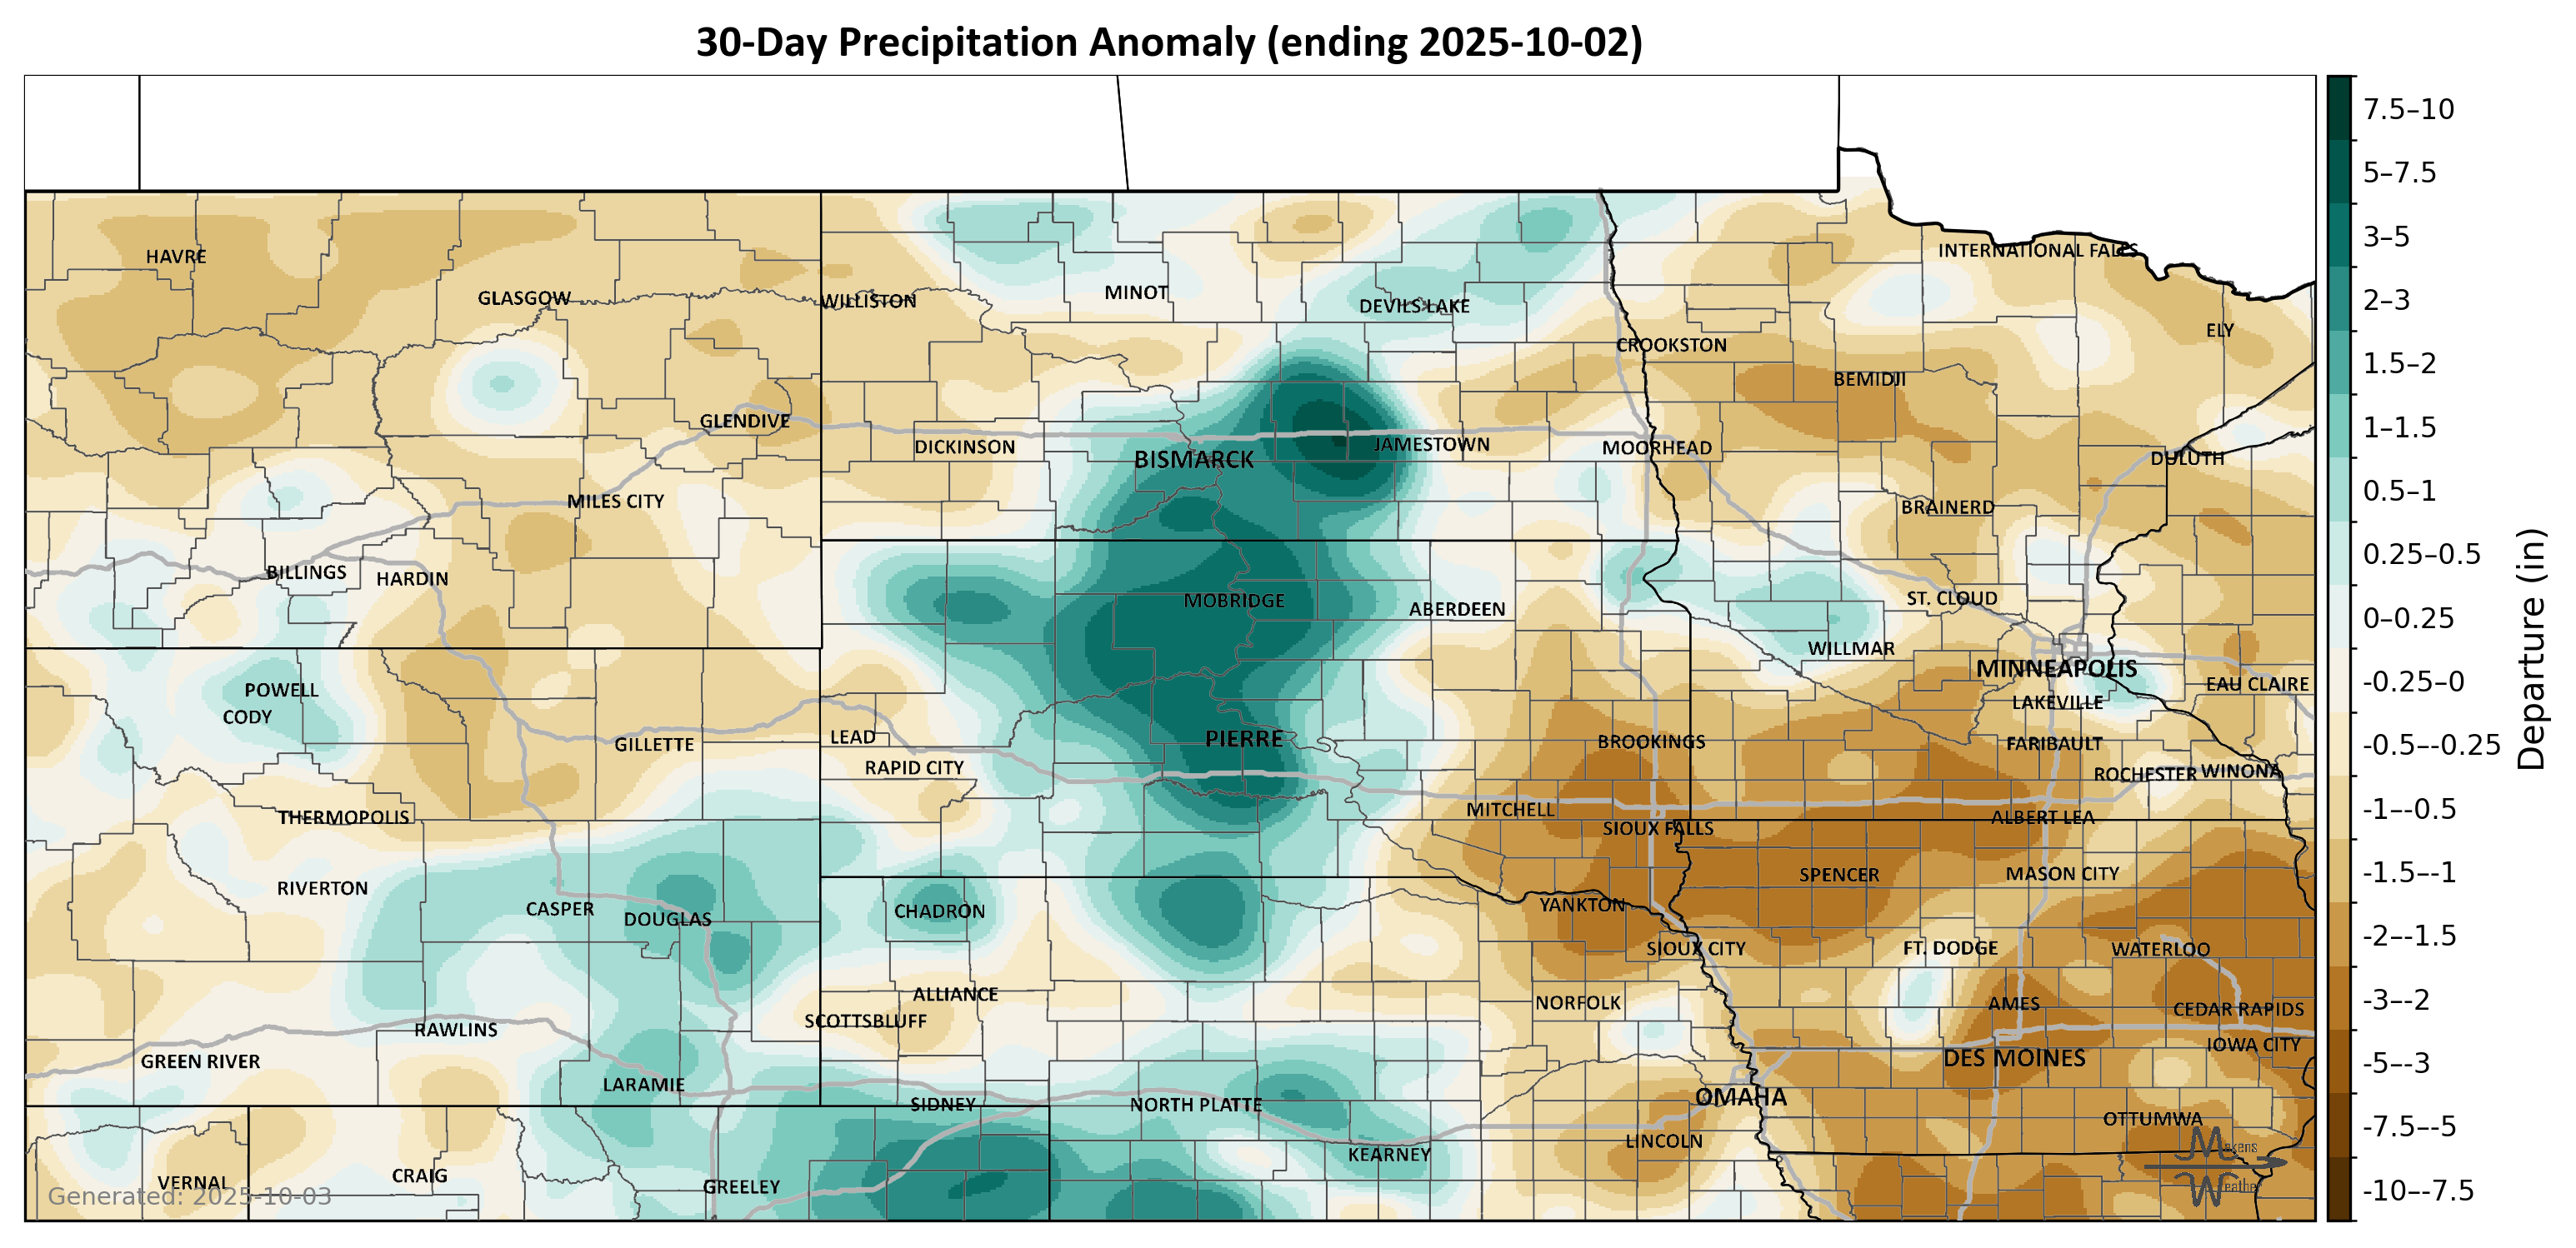 30-Day Precipitation Anomaly (ending 2025-10-02)
HAVRE
GLASGOW
WILLISTON
MINOT
DEVILS LAKE
INTERNATIONAL FALLS
ELY
CROOKSTON
BEMIDJI
GLENDIVE
DICKINSON
BISMARCK
JAMESTOWN
MOORHEAD
DULUTH
MILES CITY
BRAINERD
BILLINGS
HARDIN
MOBRIDGE
ABERDEEN
ST. CLOUD
WILLMAR
MINNEAPOLIS
EAU CLAIRE
POWELL
CODY
LAKEVILLE
GILLETTE
LEAD
PIERRE
BROOKINGS
FARIBAULT
RAPID CITY
ROCHESTER
WINONA
THERMOPOLIS
MITCHELL
ALBERT LEA
SIOUX FALLS
RIVERTON
SPENCER
MASON CITY
CASPER
DOUGLAS
CHADRON
YANKTON
SIOUX CITY
FT. DODGE
WATERLOO
ALLIANCE
NORFOLK
AMES
CEDAR RAPIDS
SCOTTSBLUFF
RAWLINS
IOWA CITY
GREEN RIVER
DES MOINES
LARAMIE
SIDNEY
NORTH PLATTE
OMAHA
OTTUMWA
LINCOLN
KEARNEY
VERNAL
CRAIG
GREELEY
Generated: 2025-10-03
Makens
Weather
7.5–10
5–7.5
3–5
2–3
1.5–2
1–1.5
0.5–1
0.25–0.5
0–0.25
-0.25–0
-0.5–-0.25
-1–-0.5
-1.5–-1
-2–-1.5
-3–-2
-5–-3
-7.5–-5
-10–-7.5
Departure (in)